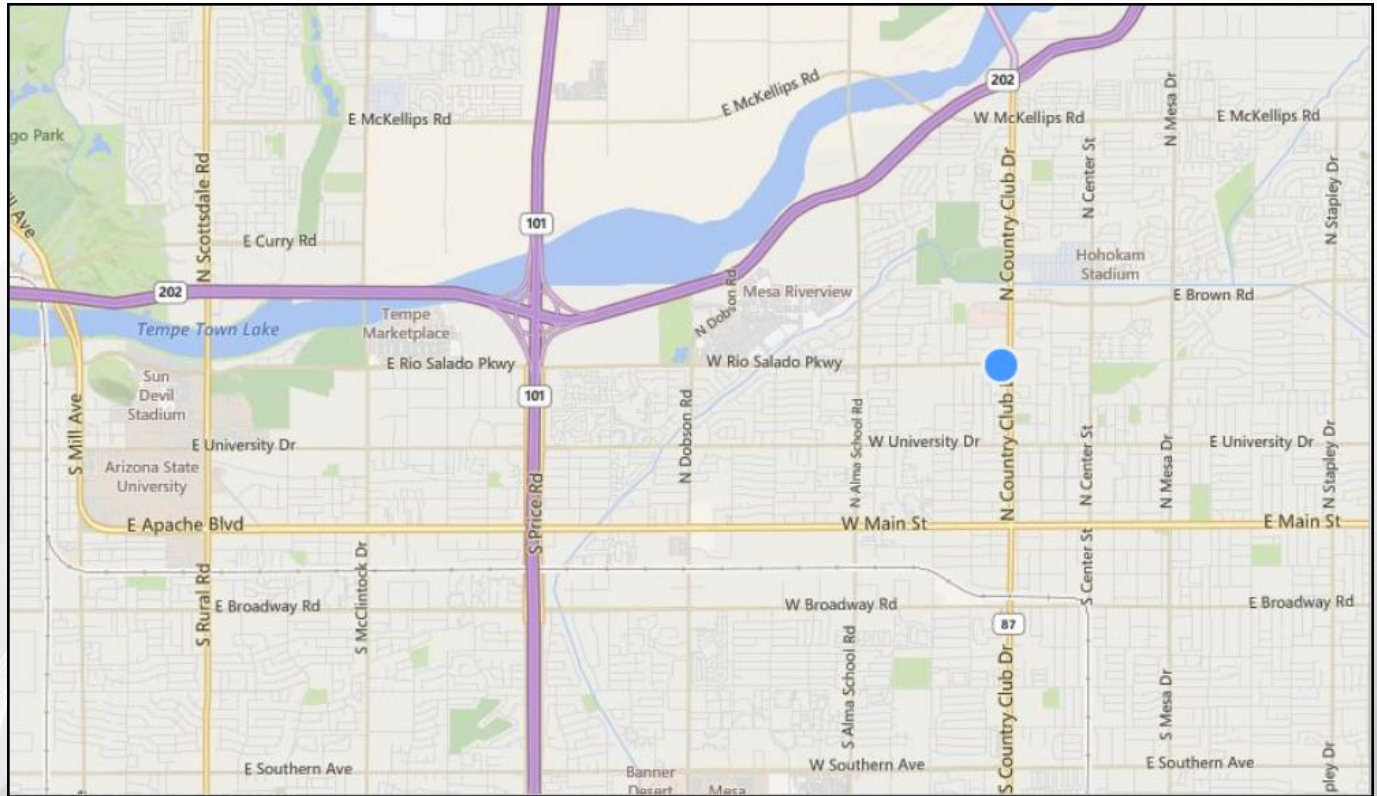 202
E McKellips Rd
E McKellips Rd
W McKellips Rd
E McKellips Rd
go Park
ill Ave
N Scottsdale Rd
N Country Club Dr
N Center St
N Mesa Dr
N Stapley Dr
101
E Curry Rd
Hohokam
Stadium
202
Tempe Town Lake
Tempe
Marketplace
N Dobson Rd
Mesa Riverview
E Brown Rd
E Rio Salado Pkwy
W Rio Salado Pkwy
Sun
Devil
Stadium
101
S Mill Ave
E University Dr
Arizona State
University
N Dobson Rd
N Alma School Rd
W University Dr
N Country Club
N Center St
N Mesa Dr
E University Dr
N Stapley Dr
S Price Rd
E Apache Blvd
W Main St
E Main St
S Rural Rd
S McClintock Dr
S Center St
E Broadway Rd
W Broadway Rd
E Broadway Rd
87
S Alma School Rd
S Country Club Dr
S Mesa Dr
E Southern Ave
Banner
Desert
Mesa
W Southern Ave
E Southern Ave
pley Dr